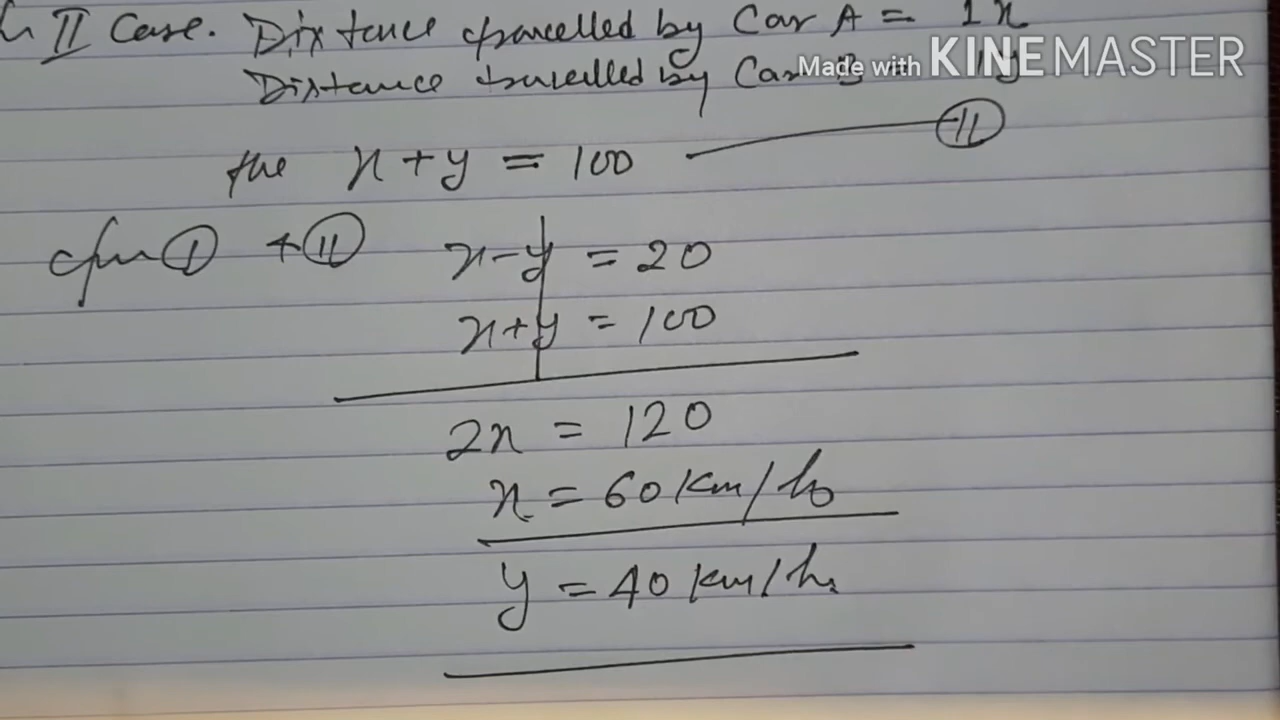 II Case. Distance travelled by Car A = 1x
Made with KINEMASTER
Distance travelled by Car B = 1y
the x + y = 100 — II
I + II x - y = 20
x + y = 100
2x = 120
x = 60 km/hr
y = 40 km/hr